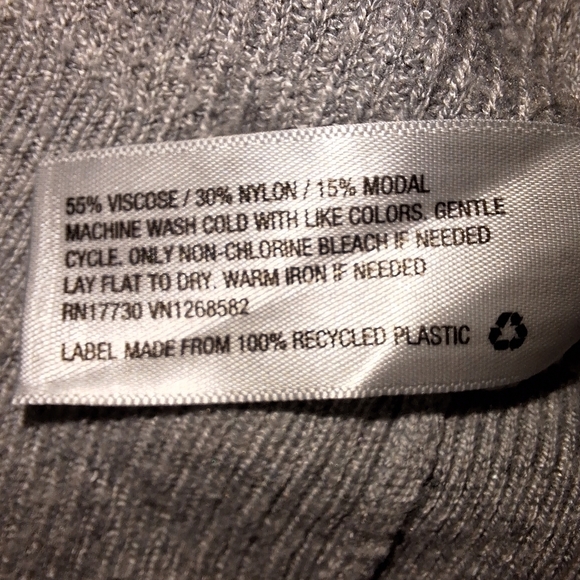 55% VISCOSE / 30% NYLON / 15% MODAL
MACHINE WASH COLD WITH LIKE COLORS. GENTLE
CYCLE. ONLY NON-CHLORINE BLEACH IF NEEDED
LAY FLAT TO DRY. WARM IRON IF NEEDED
RN17730 VN1268582
LABEL MADE FROM 100% RECYCLED PLASTIC